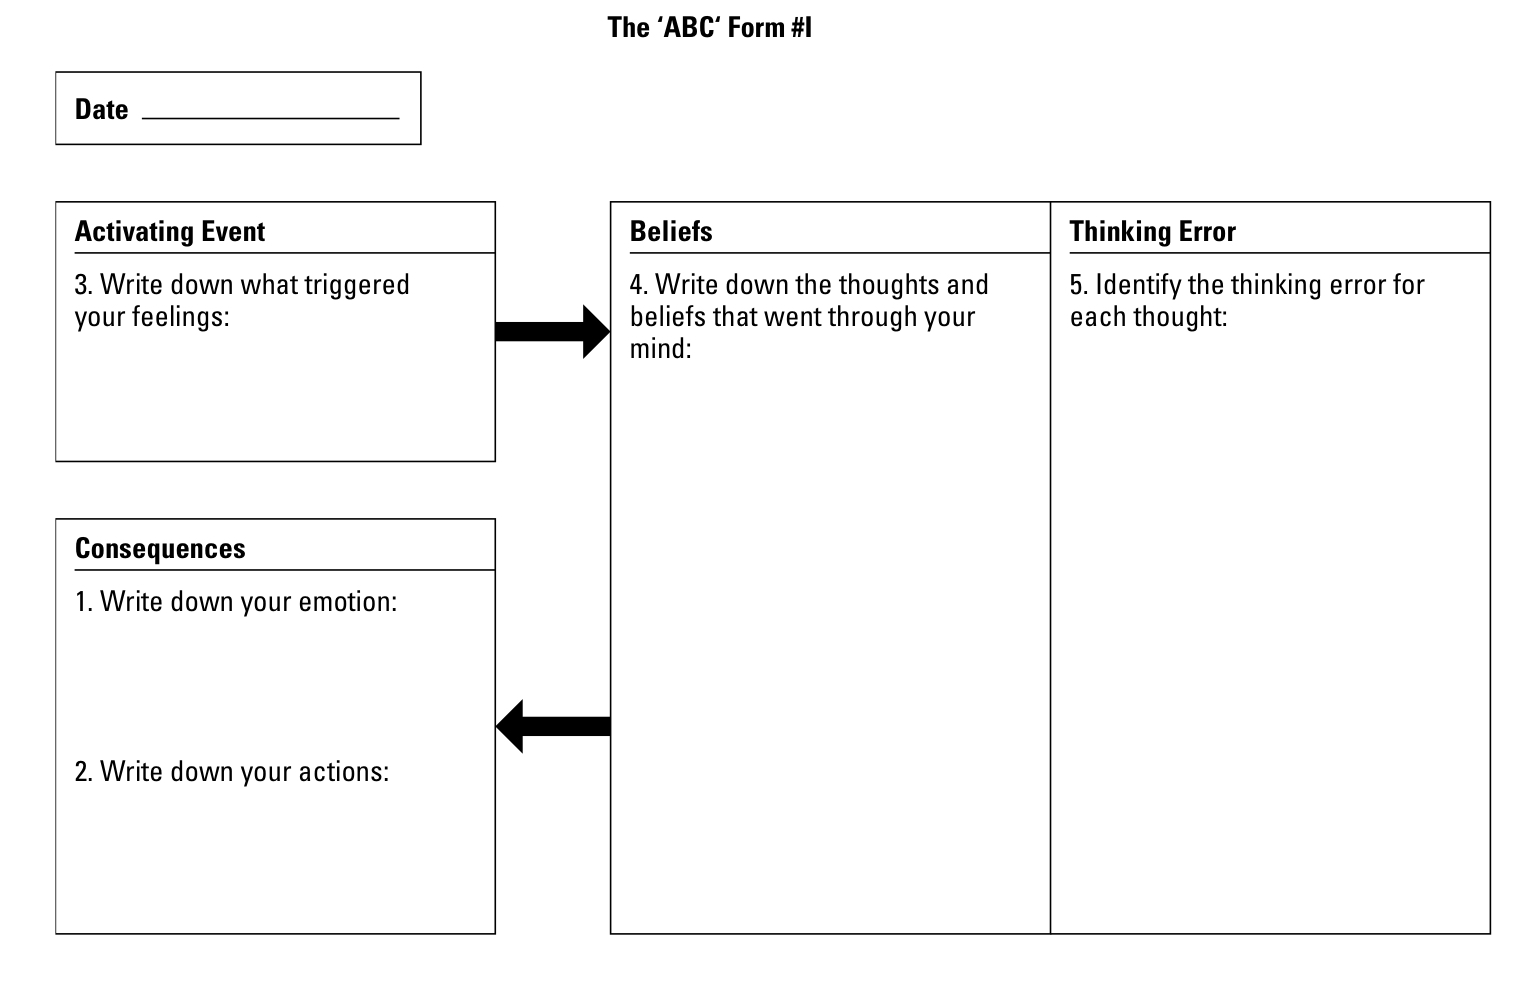 The ‘ABC‘ Form #I
Date
Activating Event
3. Write down what triggered
your feelings:
Beliefs
4. Write down the thoughts and
beliefs that went through your
mind:
Thinking Error
5. Identify the thinking error for
each thought:
Consequences
1. Write down your emotion:
2. Write down your actions: